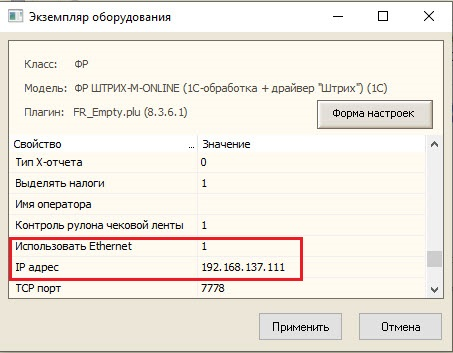 Экземпляр оборудования
Класс: ФР
Модель: ФР ШТРИХ-М-ONLINE (1С-обработка + драйвер "Штрих") (1С)
Плагин: FR_Empty.plu (8.3.6.1)
Форма настроек
Свойство ... Значение
Тип X-отчета 0
Выделять налоги 1
Имя оператора
Контроль рулона чековой ленты 1
Использовать Ethernet 1
IP адрес 192.168.137.111
TCP порт 7778
Применить Отмена